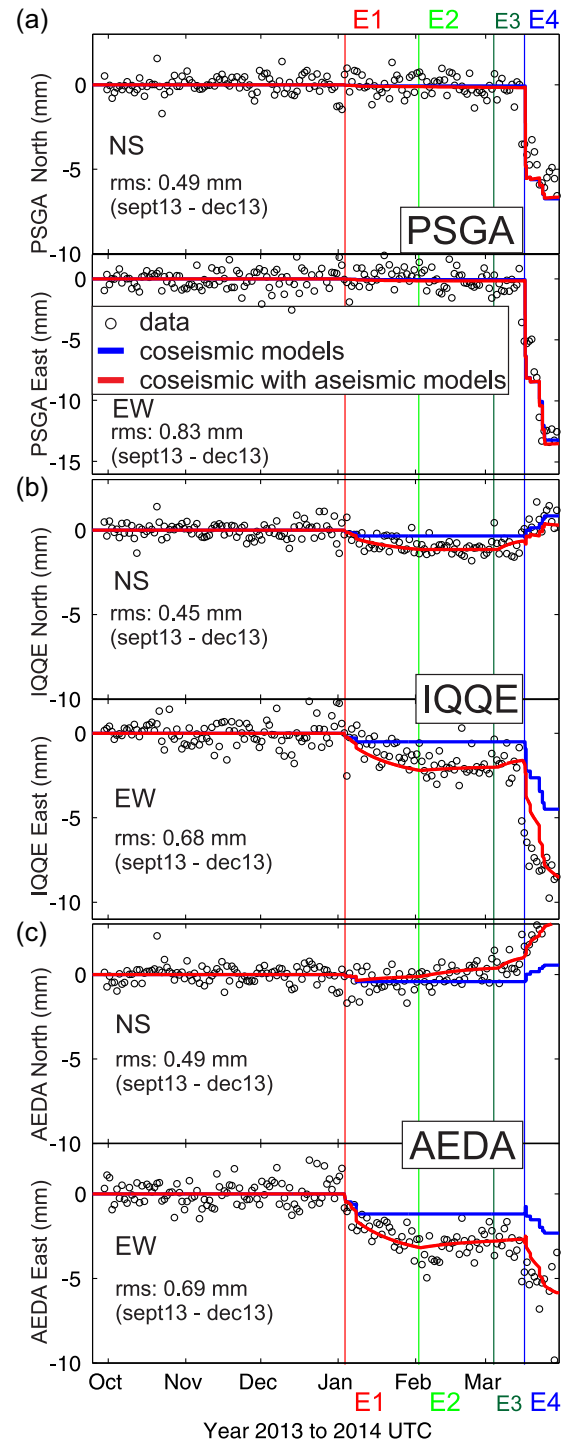 (a)
E1 E2 E3 E4
0
-5
-10
PSGA North (mm)
NS
rms: 0.49 mm
(sept13 - dec13)
PSGA
0
-5
-10
-15
PSGA East (mm)
data
coseismic models
coseismic with aseismic models
EW
rms: 0.83 mm
(sept13 - dec13)
(b)
0
-5
-10
IQQE North (mm)
NS
rms: 0.45 mm
(sept13 - dec13)
IQQE
0
-5
-10
IQQE East (mm)
EW
rms: 0.68 mm
(sept13 - dec13)
(c)
0
-5
-10
AEDA North (mm)
NS
rms: 0.49 mm
(sept13 - dec13)
AEDA
0
-5
-10
AEDA East (mm)
EW
rms: 0.69 mm
(sept13 - dec13)
Oct Nov Dec Jan Feb Mar
E1 E2 E3 E4
Year 2013 to 2014 UTC